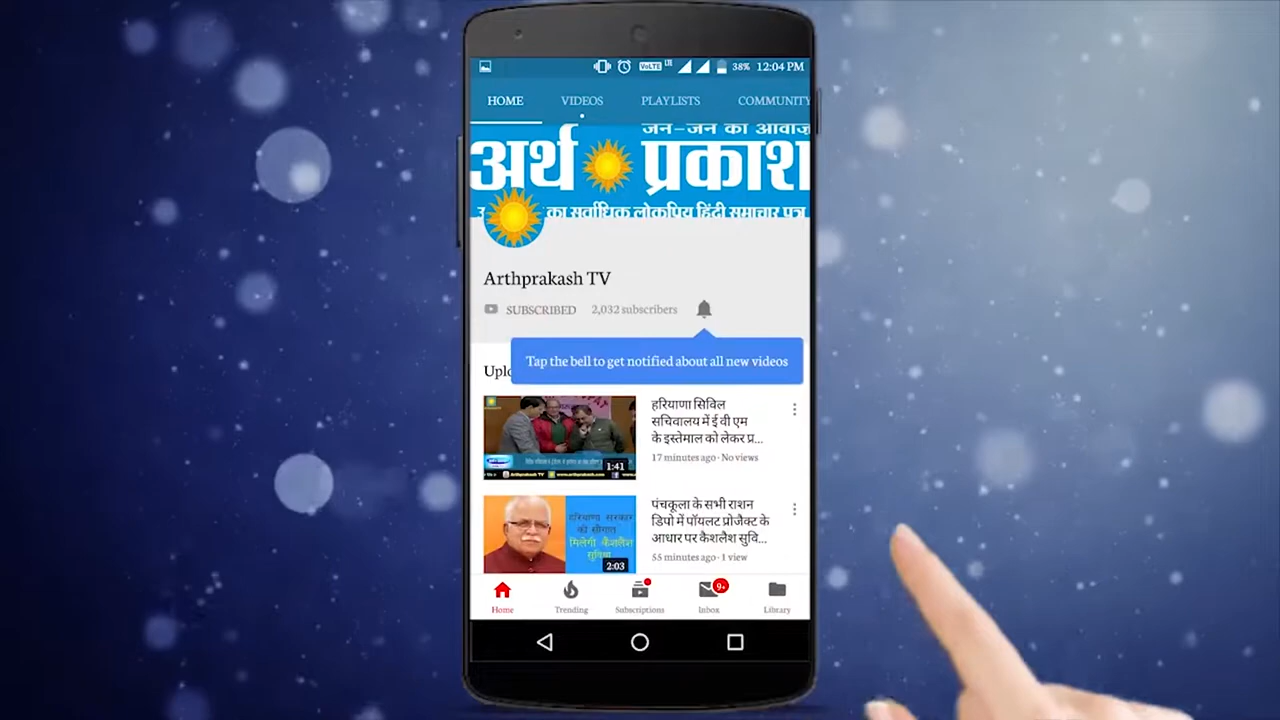 VoLTE 38% 12:04 PM
HOME VIDEOS PLAYLISTS COMMUNITY
जन-जन की आवाज़
अर्थ प्रकाश
का सर्वाधिक लोकप्रिय हिंदी समाचार पत्र
Arthprakash TV
SUBSCRIBED 2,032 subscribers
Tap the bell to get notified about all new videos
हरियाणा सिविल
सचिवालय में ई वी एम
के इस्तेमाल को लेकर प्र...
17 minutes ago · No views
1:41
Arthprakash TV
पंचकूला के सभी राशन
डिपो में पॉयलट प्रोजैक्ट के
आधार पर कैशलैश सुवि...
55 minutes ago · 1 view
हरियाणा सरकार
की सौगात
मिलेगी कैशलैश
सुविधा
2:03
Home Trending Subscriptions Inbox 9+ Library